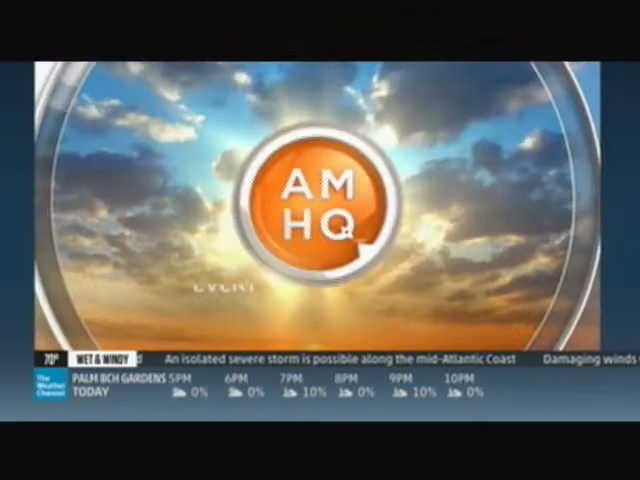 AM
HQ
EVERY
70° WET & WINDY d An isolated severe storm is possible along the mid-Atlantic Coast Damaging winds
The Weather Channel
PALM BCH GARDENS 5PM 6PM 7PM 8PM 9PM 10PM
TODAY 0% 0% 10% 0% 10% 0%